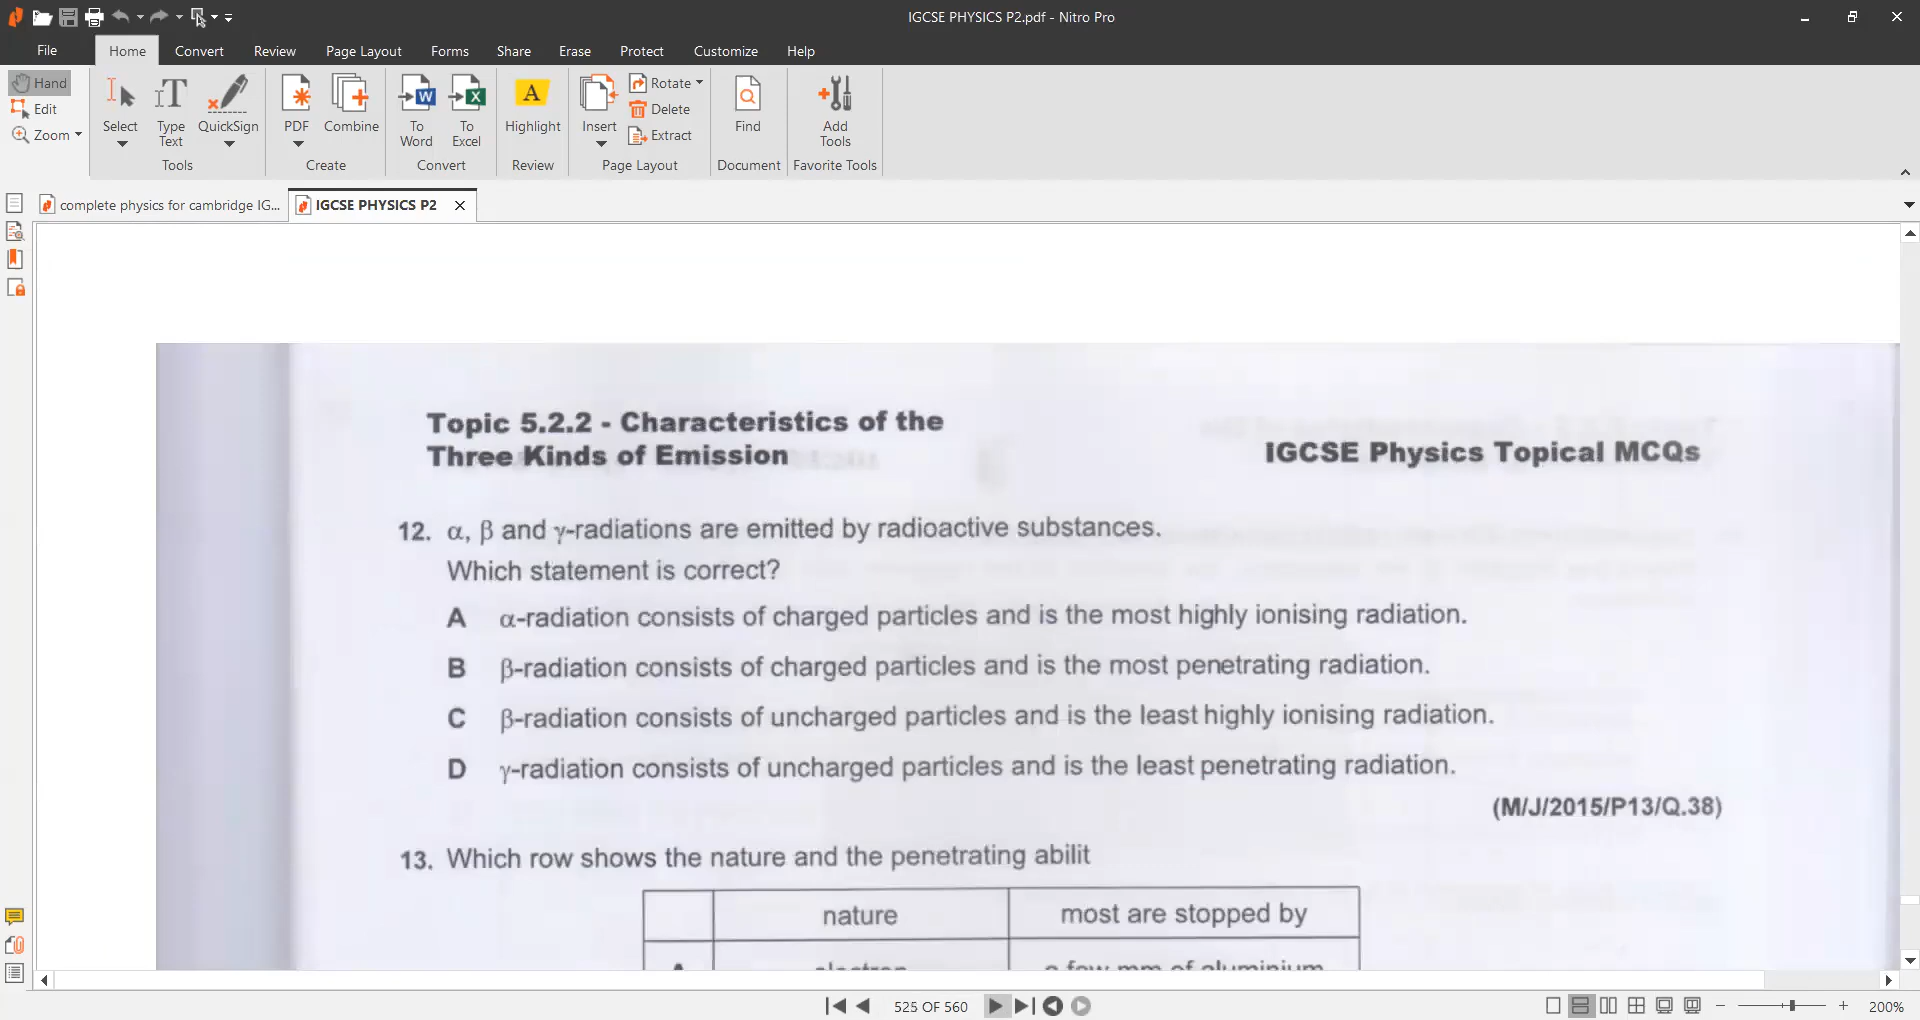 IGCSE PHYSICS P2.pdf - Nitro Pro
File Home Convert Review Page Layout Forms Share Erase Protect Customize Help
Hand
Edit
Zoom
Select
Type Text
QuickSign
Tools
PDF
Combine
Create
To Word
To Excel
Convert
A
Highlight
Review
Insert
Rotate
Delete
Extract
Page Layout
Find
Document
Add Tools
Favorite Tools
complete physics for cambridge IG...
IGCSE PHYSICS P2
Topic 5.2.2 - Characteristics of the
Three Kinds of Emission
IGCSE Physics Topical MCQs
12. α, β and γ-radiations are emitted by radioactive substances.
Which statement is correct?
A α-radiation consists of charged particles and is the most highly ionising radiation.
B β-radiation consists of charged particles and is the most penetrating radiation.
C β-radiation consists of uncharged particles and is the least highly ionising radiation.
D γ-radiation consists of uncharged particles and is the least penetrating radiation.
(M/J/2015/P13/Q.38)
13. Which row shows the nature and the penetrating abilit
nature most are stopped by
A electron a few mm of aluminium
525 OF 560
200%